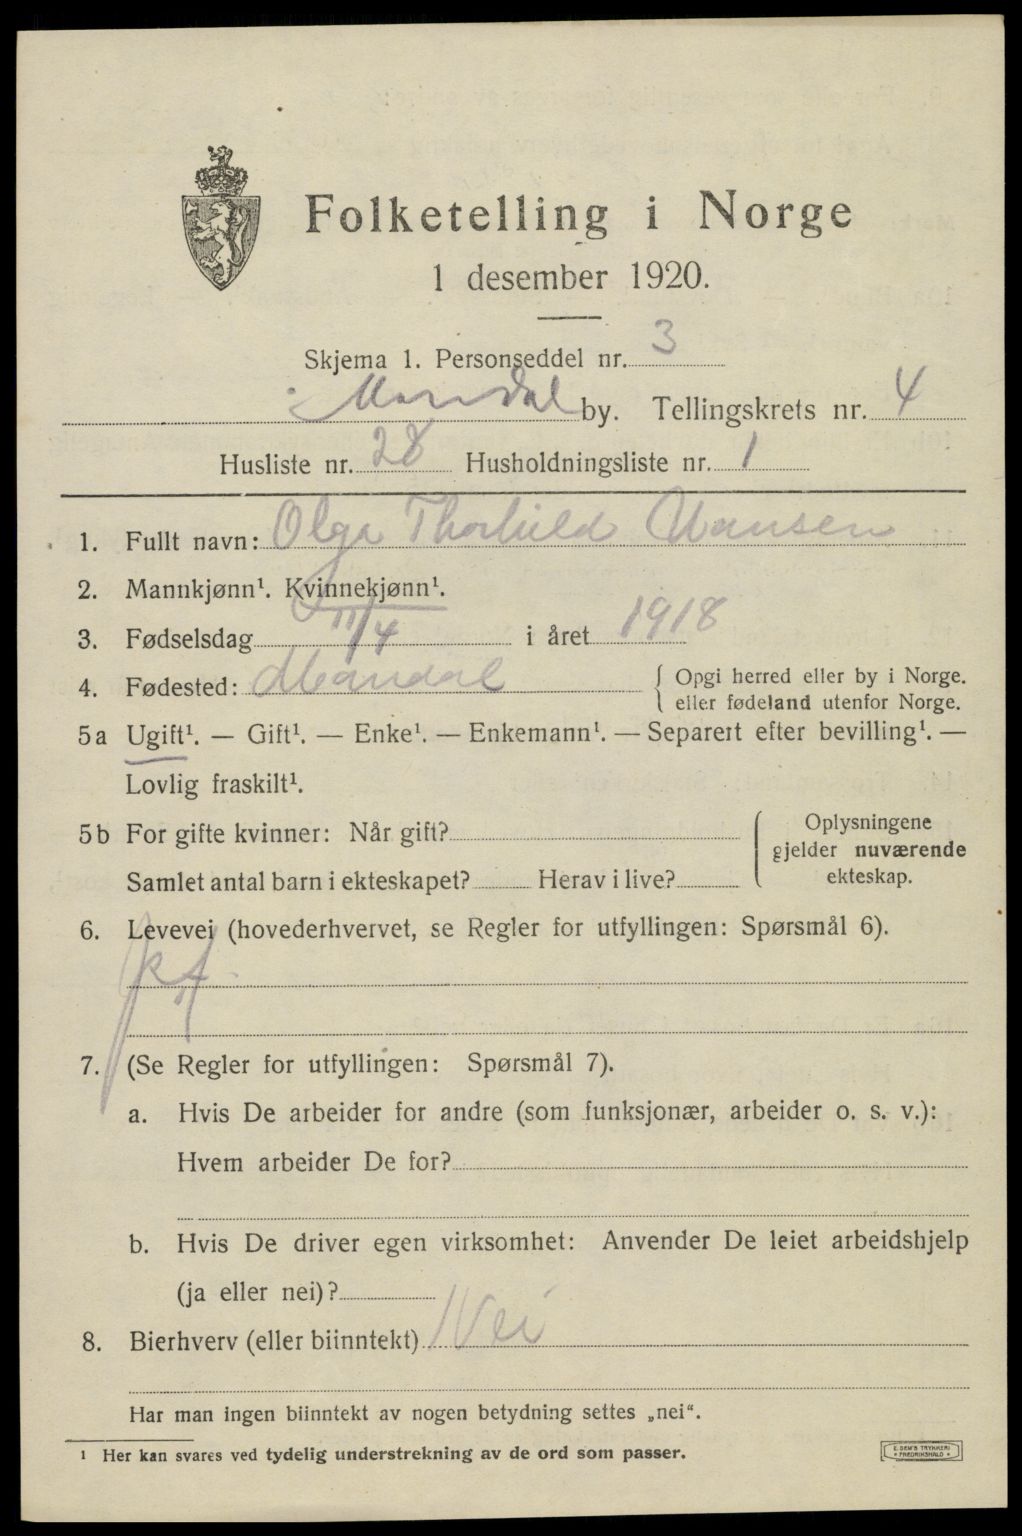 Folketelling i Norge
1 desember 1920.
Skjema 1. Personseddel nr. 3
Mandal by. Tellingskrets nr. 4
Husliste nr. 28 Husholdningsliste nr. 1
1. Fullt navn: Olga Thorhild Hansen
2. Mannkjønn¹. Kvinnekjønn¹.
3. Fødselsdag 11/4 i året 1918
4. Fødested: Mandal { Opgi herred eller by i Norge.
eller fødeland utenfor Norge.
5a Ugift¹. — Gift¹. — Enke¹. — Enkemann¹. — Separert efter bevilling¹. —
Lovlig fraskilt¹.
5b For gifte kvinner: Når gift? { Oplysningene
gjelder nuværende
Samlet antal barn i ekteskapet? Herav i live? ekteskap.
6. Levevei (hovederhvervet, se Regler for utfyllingen: Spørsmål 6).
7. (Se Regler for utfyllingen: Spørsmål 7).
a. Hvis De arbeider for andre (som funksjonær, arbeider o. s. v.):
Hvem arbeider De for?
b. Hvis De driver egen virksomhet: Anvender De leiet arbeidshjelp
(ja eller nei)?
8. Bierhverv (eller biinntekt) Nei
Har man ingen biinntekt av nogen betydning settes „nei“.
¹ Her kan svares ved tydelig understrekning av de ord som passer.
E. SEM'S TRYKKERI
• FREDRIKSHALD •